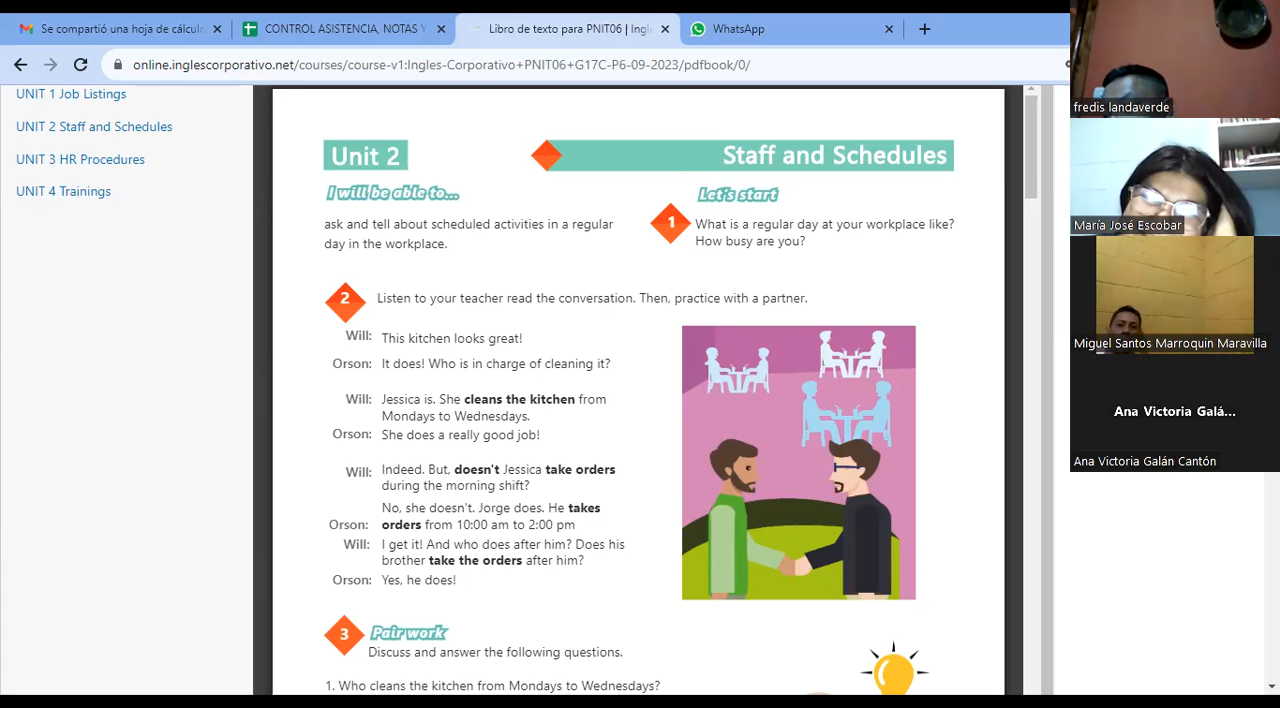 Se compartió una hoja de cálcul
CONTROL ASISTENCIA, NOTAS Y
Libro de texto para PNIT06 | Ingl
WhatsApp
online.inglescorporativo.net/courses/course-v1:Ingles-Corporativo+PNIT06+G17C-P6-09-2023/pdfbook/0/
UNIT 1 Job Listings
UNIT 2 Staff and Schedules
UNIT 3 HR Procedures
UNIT 4 Trainings
Unit 2
Staff and Schedules
I will be able to...
ask and tell about scheduled activities in a regular
day in the workplace.
Let's start
1
What is a regular day at your workplace like?
How busy are you?
2
Listen to your teacher read the conversation. Then, practice with a partner.
Will: This kitchen looks great!
Orson: It does! Who is in charge of cleaning it?
Will: Jessica is. She cleans the kitchen from
Mondays to Wednesdays.
Orson: She does a really good job!
Will: Indeed. But, doesn't Jessica take orders
during the morning shift?
No, she doesn't. Jorge does. He takes
Orson: orders from 10:00 am to 2:00 pm
Will: I get it! And who does after him? Does his
brother take the orders after him?
Orson: Yes, he does!
3
Pair work
Discuss and answer the following questions.
1. Who cleans the kitchen from Mondays to Wednesdays?
fredis landaverde
María José Escobar
Miguel Santos Marroquin Maravilla
Ana Victoria Galá...
Ana Victoria Galán Cantón